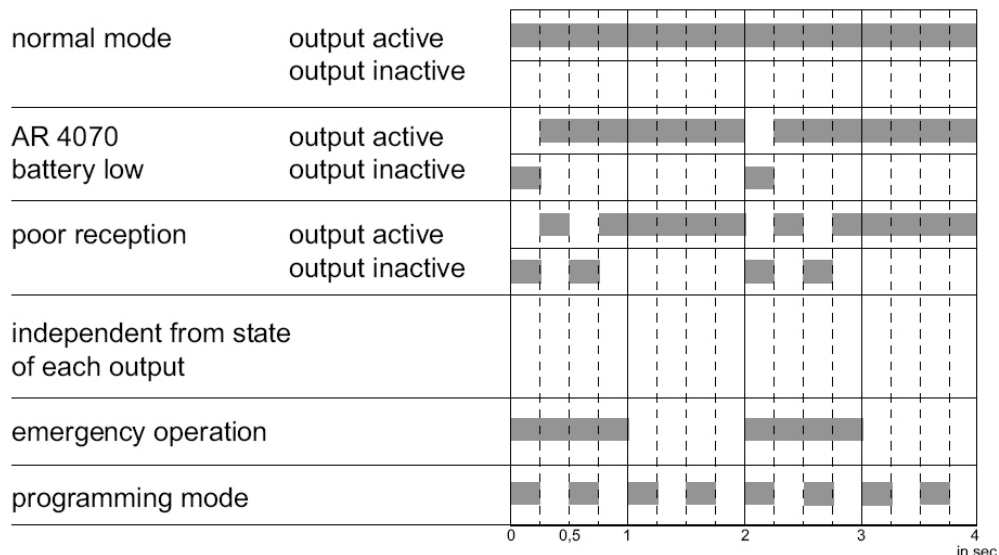 normal mode output active
output inactive
AR 4070 output active
battery low output inactive
poor reception output active
output inactive
independent from state
of each output
emergency operation
programming mode
0 0,5 1 2 3 4
in sec